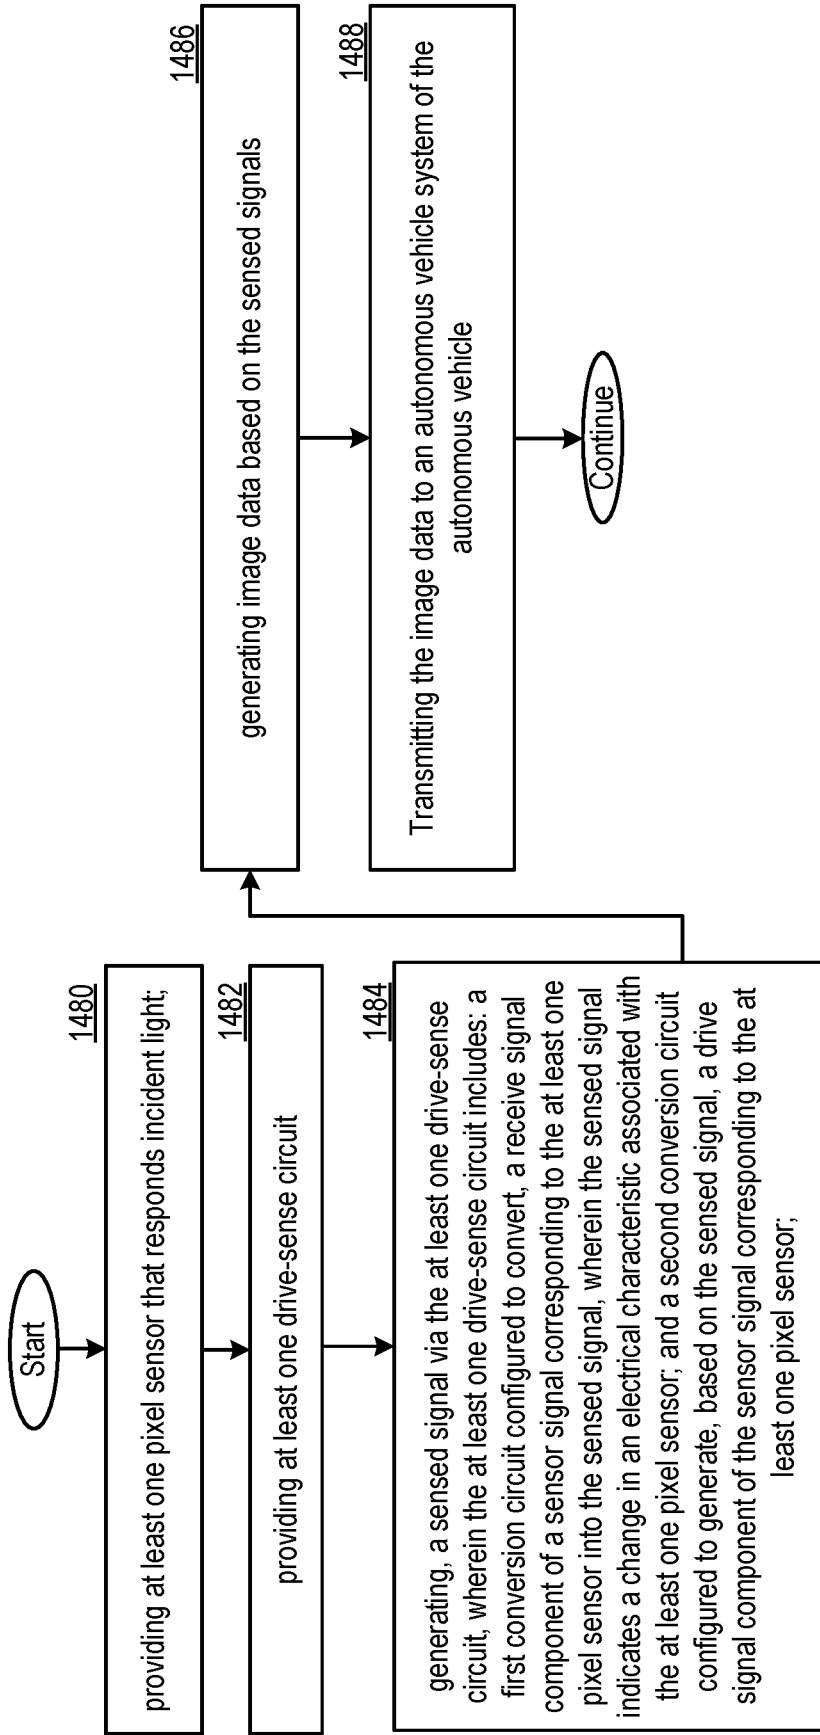 Start
1480
providing at least one pixel sensor that responds incident light;
1482
providing at least one drive-sense circuit
1484
generating, a sensed signal via the at least one drive-sense
circuit, wherein the at least one drive-sense circuit includes: a
first conversion circuit configured to convert, a receive signal
component of a sensor signal corresponding to the at least one
pixel sensor into the sensed signal, wherein the sensed signal
indicates a change in an electrical characteristic associated with
the at least one pixel sensor; and a second conversion circuit
configured to generate, based on the sensed signal, a drive
signal component of the sensor signal corresponding to the at
least one pixel sensor;
1486
generating image data based on the sensed signals
1488
Transmitting the image data to an autonomous vehicle system of the
autonomous vehicle
Continue